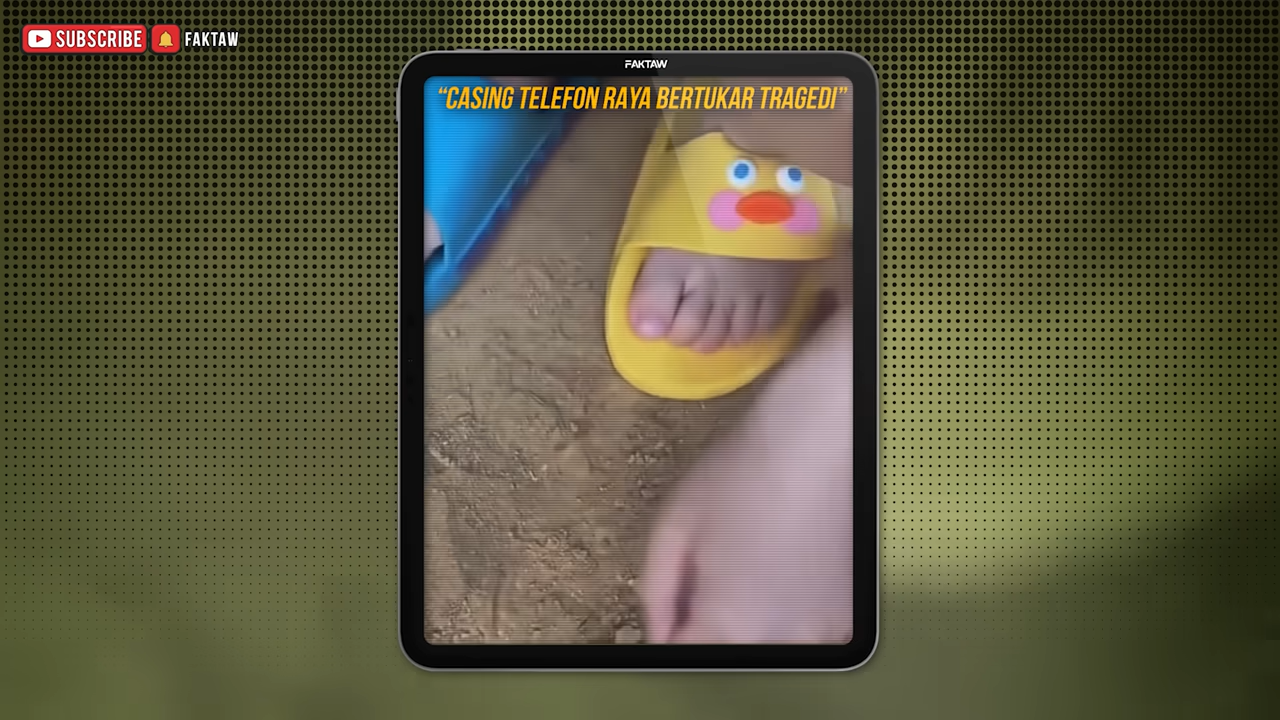 SUBSCRIBE FAKTAW
FAKTAW
“CASING TELEFON RAYA BERTUKAR TRAGEDI”